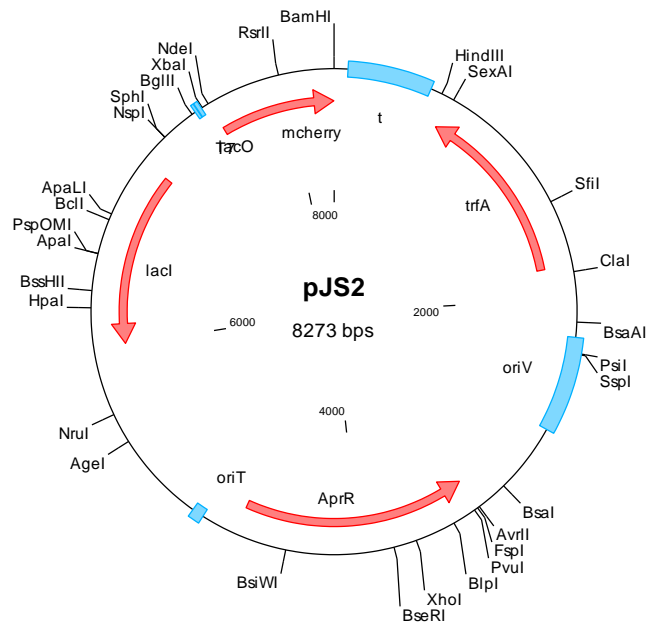 BamHI
RsrII
NdeI
XbaI
BglII
SphI
NspI
HindIII
SexAI
mcherry
t
T7
lacO
trfA
SfiI
ApaLI
BclI
PspOMI
ApaI
BssHII
HpaI
lacI
8000
ClaI
pJS2
8273 bps
2000
6000
BsaAI
PsiI
SspI
oriV
4000
NruI
AgeI
oriT
AprR
BsaI
AvrII
FspI
PvuI
BlpI
XhoI
BseRI
BsiWI